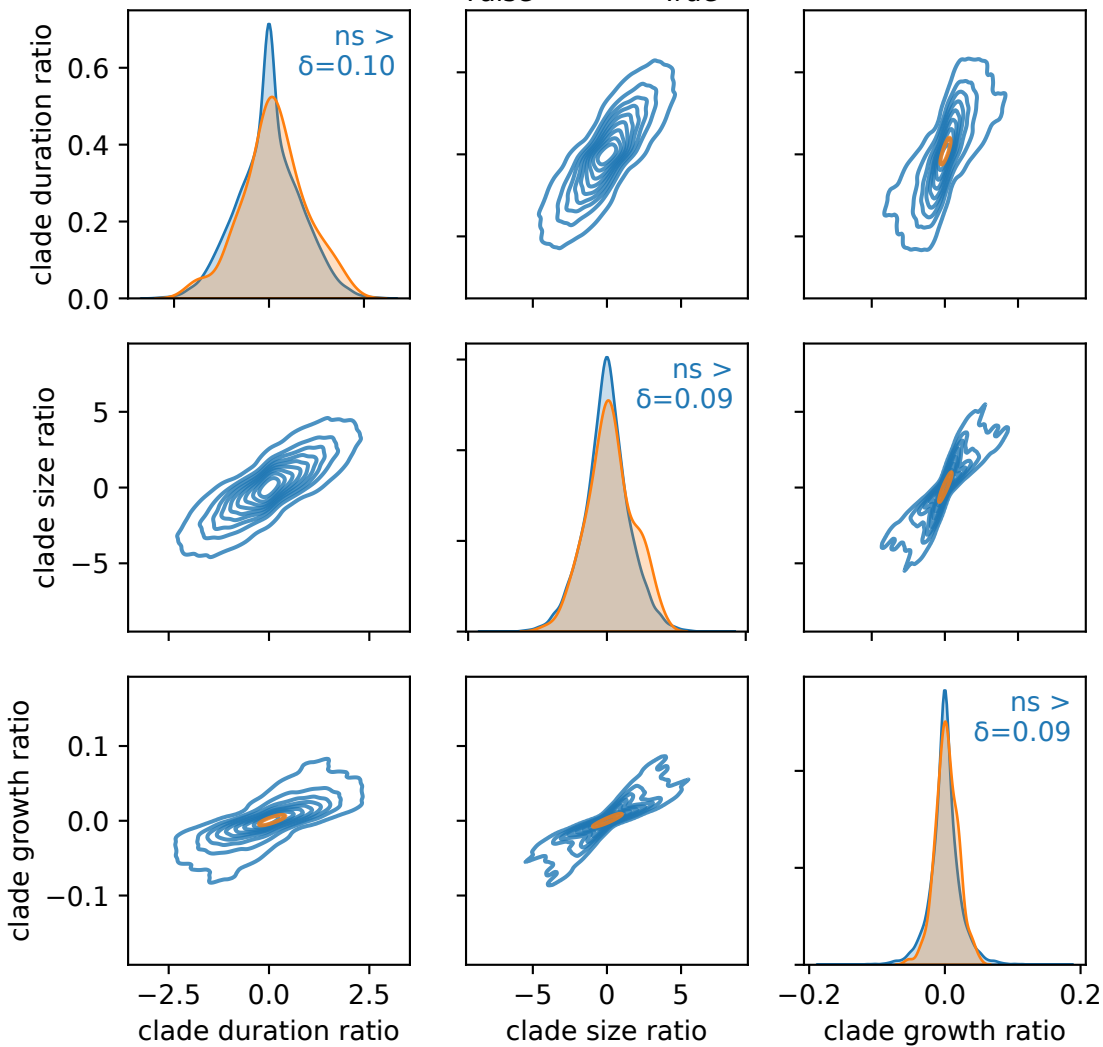 clade duration ratio
0.6
0.4
0.2
0.0
ns >
δ=0.10
clade size ratio
5
0
−5
ns >
δ=0.09
clade growth ratio
0.1
0.0
−0.1
ns >
δ=0.09
−2.5 0.0 2.5
−5 0 5
−0.2 0.0 0.2
clade duration ratio
clade size ratio
clade growth ratio